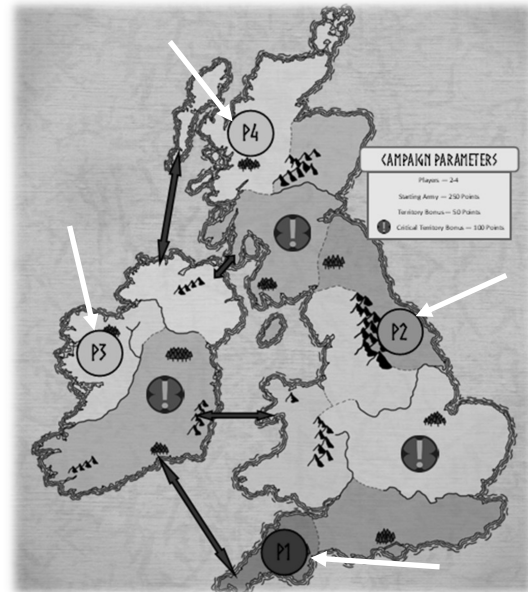 P4
CAMPAIGN PARAMETERS
Players — 2-4
Starting Army — 250 Points
Territory Bonus — 50 Points
! Critical Territory Bonus — 100 Points
!
P2
P3
!
!
P1